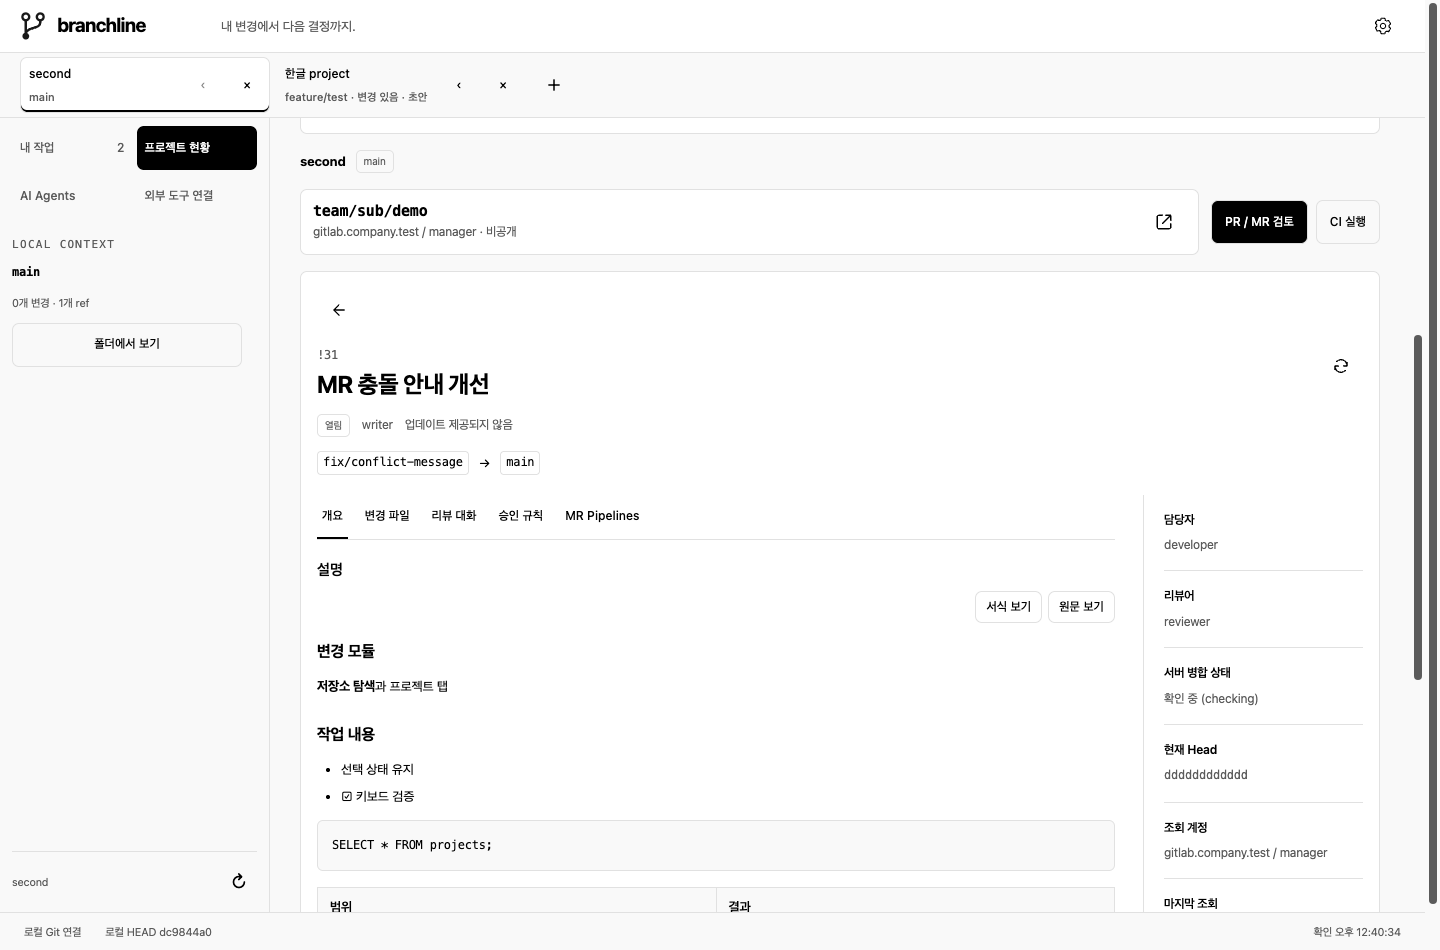 branchline
내 변경에서 다음 결정까지.
second
main
‹ ×
한글 project
feature/test · 변경 있음 · 초안
‹ × +
내 작업 2
프로젝트 현황
AI Agents
외부 도구 연결
LOCAL CONTEXT
main
0개 변경 · 1개 ref
폴더에서 보기
second
second main
team/sub/demo
gitlab.company.test / manager · 비공개
PR / MR 검토
CI 실행
!31
MR 충돌 안내 개선
열림 writer 업데이트 제공되지 않음
fix/conflict-message → main
개요 변경 파일 리뷰 대화 승인 규칙 MR Pipelines
설명
서식 보기 원문 보기
변경 모듈
저장소 탐색과 프로젝트 탭
작업 내용
• 선택 상태 유지
• ☑ 키보드 검증
SELECT * FROM projects;
범위 결과
담당자
developer
리뷰어
reviewer
서버 병합 상태
확인 중 (checking)
현재 Head
dddddddddddd
조회 계정
gitlab.company.test / manager
마지막 조회
로컬 Git 연결 로컬 HEAD dc9844a0
확인 오후 12:40:34